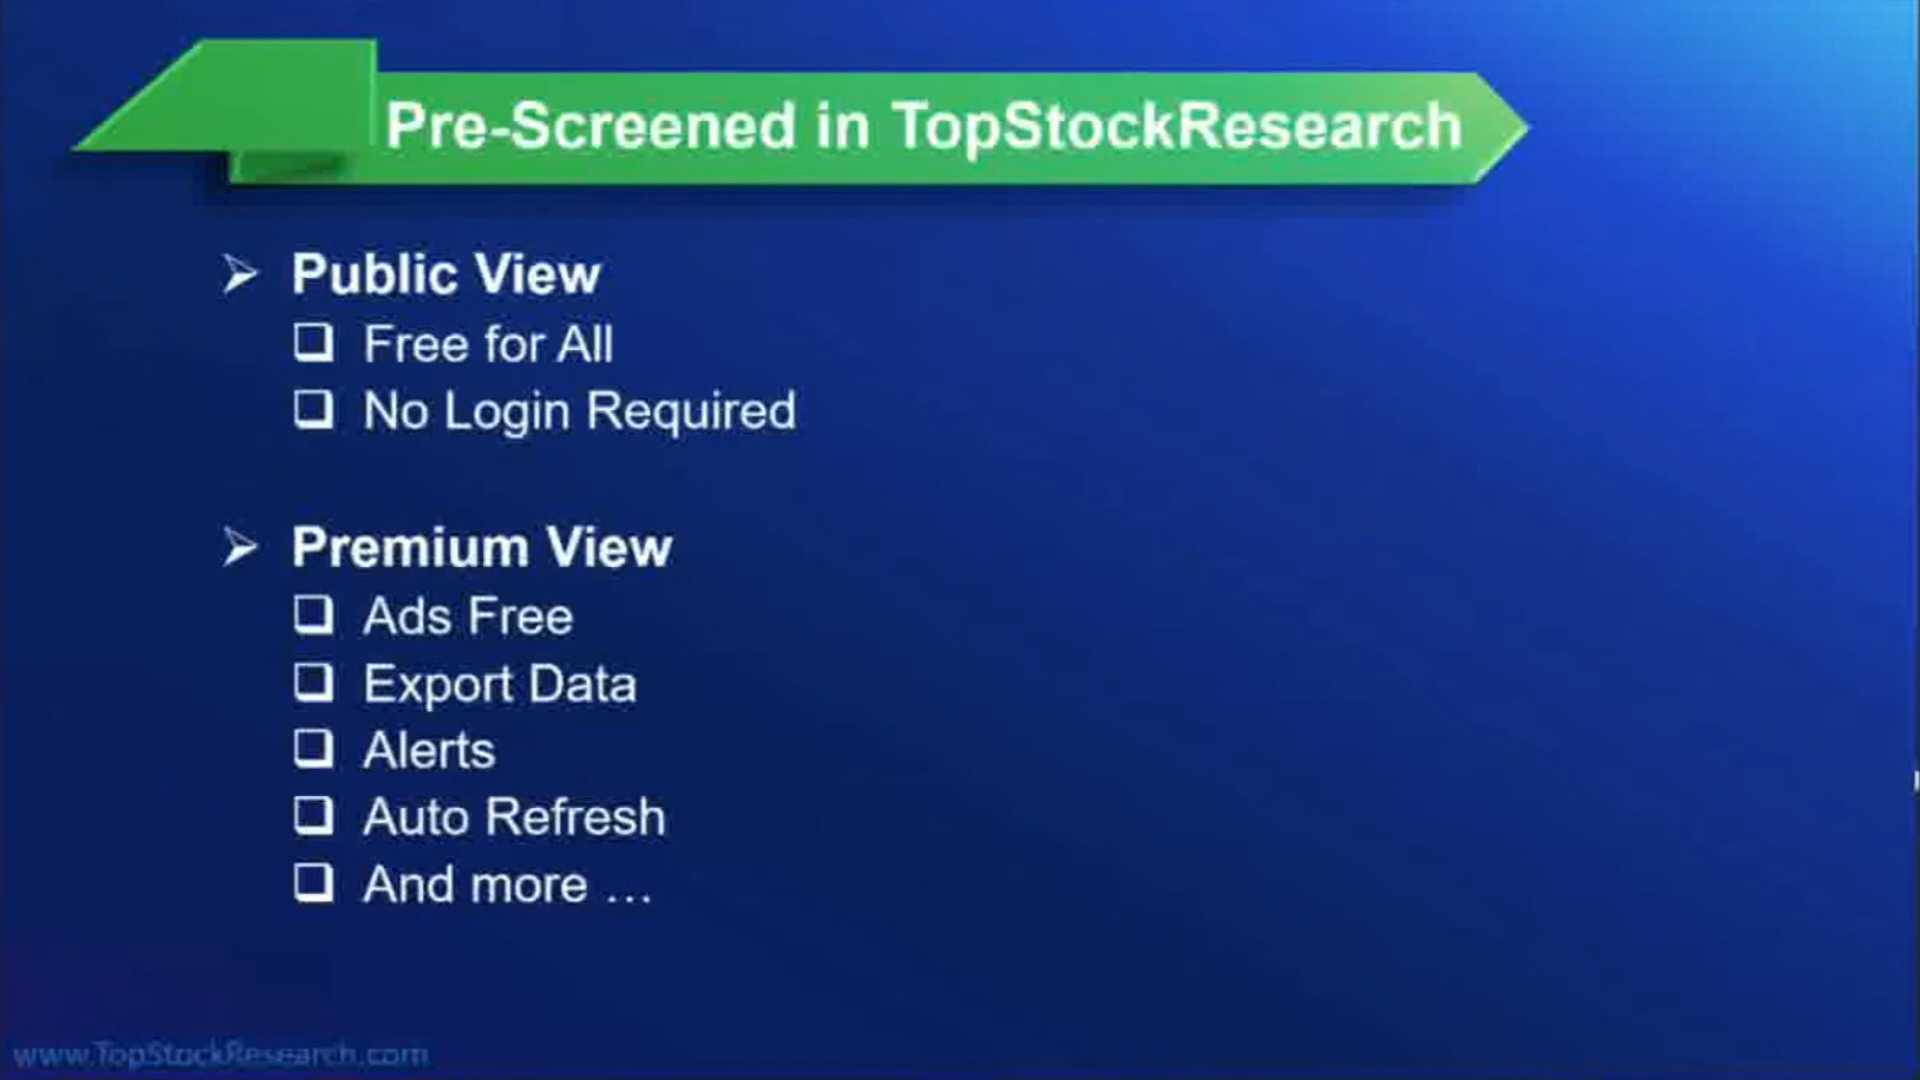 Pre-Screened in TopStockResearch
Public View
Free for All
No Login Required
Premium View
Ads Free
Export Data
Alerts
Auto Refresh
And more …
www.TopStockResearch.com